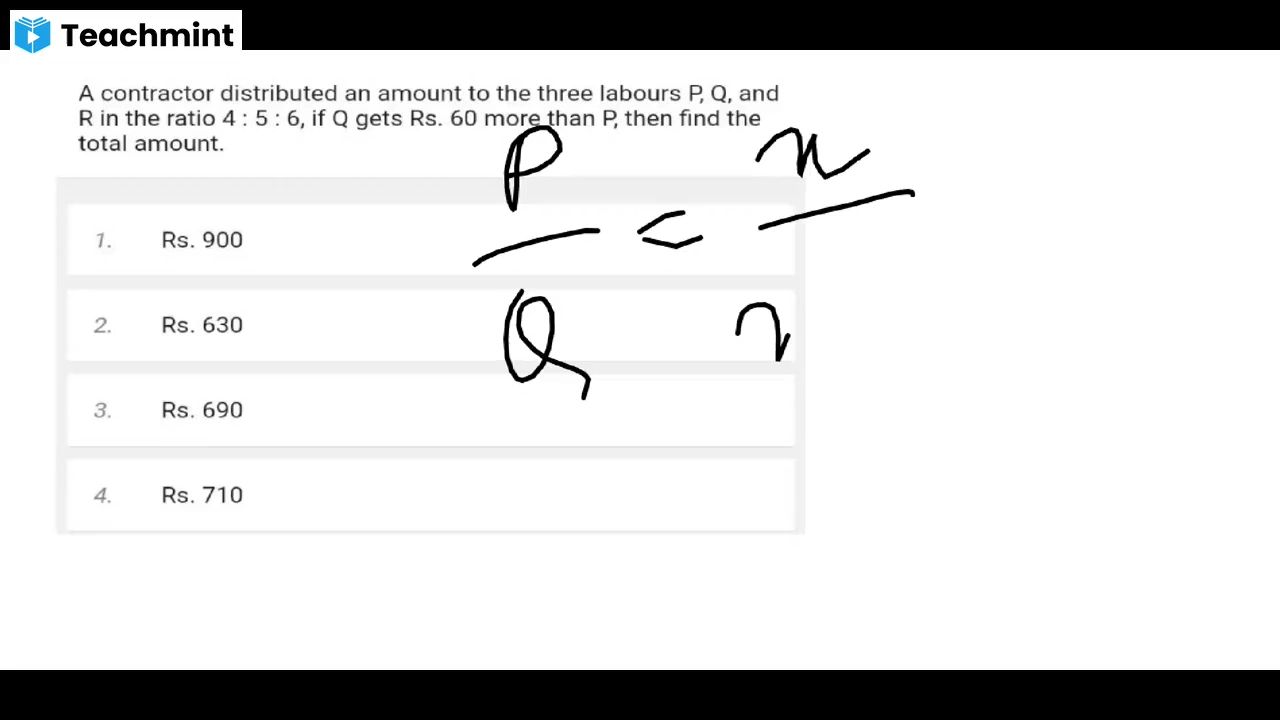 Teachmint
A contractor distributed an amount to the three labours P, Q, and
R in the ratio 4 : 5 : 6, if Q gets Rs. 60 more than P, then find the
total amount.
P
=
x
Q
1. Rs. 900
2. Rs. 630
3. Rs. 690
4. Rs. 710